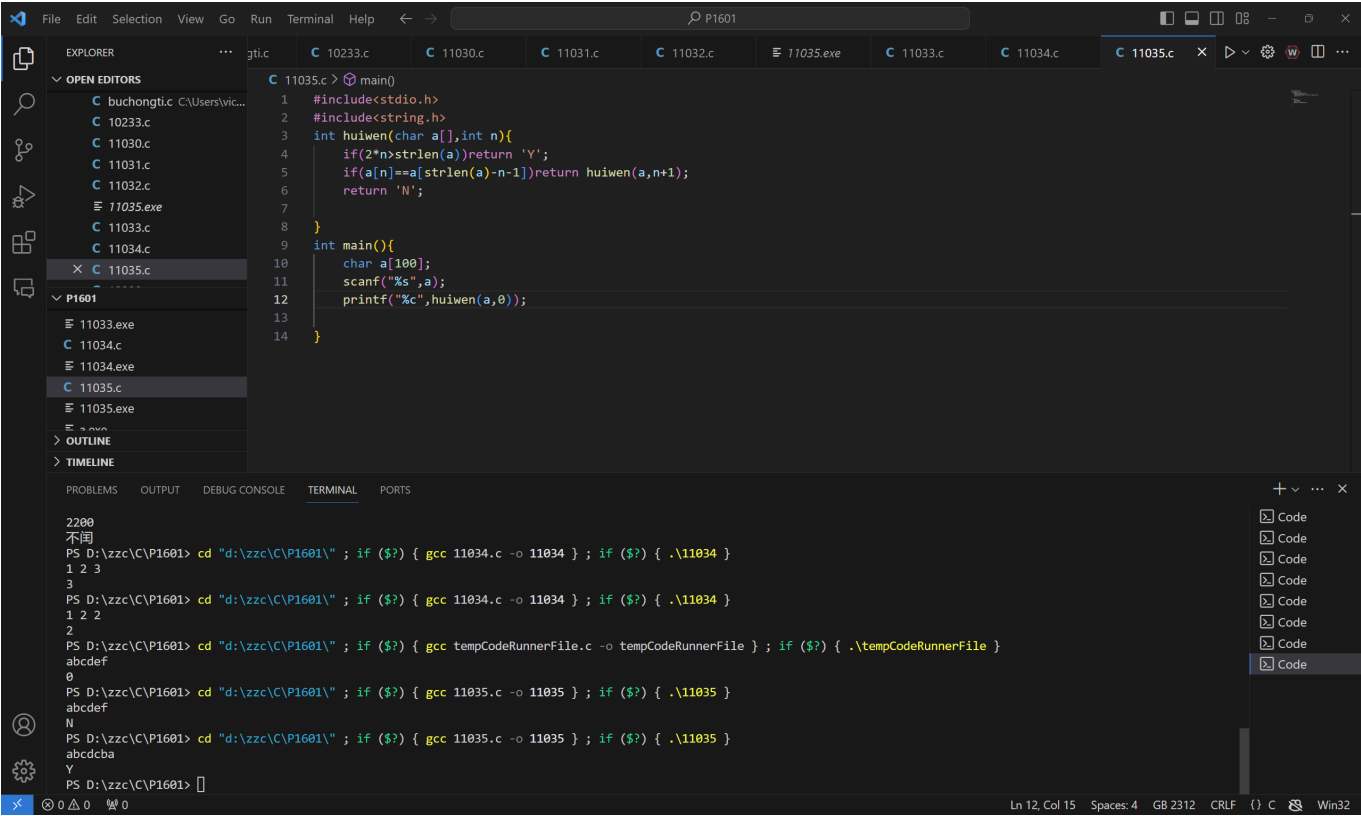 File Edit Selection View Go Run Terminal Help P1601
EXPLORER
gti.c 10233.c 11030.c 11031.c 11032.c 11035.exe 11033.c 11034.c 11035.c
OPEN EDITORS
buchongti.c C:\Users\vic...
10233.c
11030.c
11031.c
11032.c
11035.exe
11033.c
11034.c
11035.c
P1601
11033.exe
11034.c
11034.exe
11035.c
11035.exe
OUTLINE
TIMELINE
C 11035.c > main()
1 #include<stdio.h>
2 #include<string.h>
3 int huiwen(char a[],int n){
4 if(2*n>strlen(a))return 'Y';
5 if(a[n]==a[strlen(a)-n-1])return huiwen(a,n+1);
6 return 'N';
7
8 }
9 int main(){
10 char a[100];
11 scanf("%s",a);
12 printf("%c",huiwen(a,0));
13
14 }
PROBLEMS OUTPUT DEBUG CONSOLE TERMINAL PORTS
2200
不闰
PS D:\zzc\C\P1601> cd "d:\zzc\C\P1601\" ; if ($?) { gcc 11034.c -o 11034 } ; if ($?) { .\11034 }
1 2 3
3
PS D:\zzc\C\P1601> cd "d:\zzc\C\P1601\" ; if ($?) { gcc 11034.c -o 11034 } ; if ($?) { .\11034 }
1 2 2
2
PS D:\zzc\C\P1601> cd "d:\zzc\C\P1601\" ; if ($?) { gcc tempCodeRunnerFile.c -o tempCodeRunnerFile } ; if ($?) { .\tempCodeRunnerFile }
abcdef
0
PS D:\zzc\C\P1601> cd "d:\zzc\C\P1601\" ; if ($?) { gcc 11035.c -o 11035 } ; if ($?) { .\11035 }
abcdef
N
PS D:\zzc\C\P1601> cd "d:\zzc\C\P1601\" ; if ($?) { gcc 11035.c -o 11035 } ; if ($?) { .\11035 }
abcdcba
Y
PS D:\zzc\C\P1601>
Code
Code
Code
Code
Code
Code
Code
Code
0 0 0 Ln 12, Col 15 Spaces: 4 GB 2312 CRLF {} C Win32